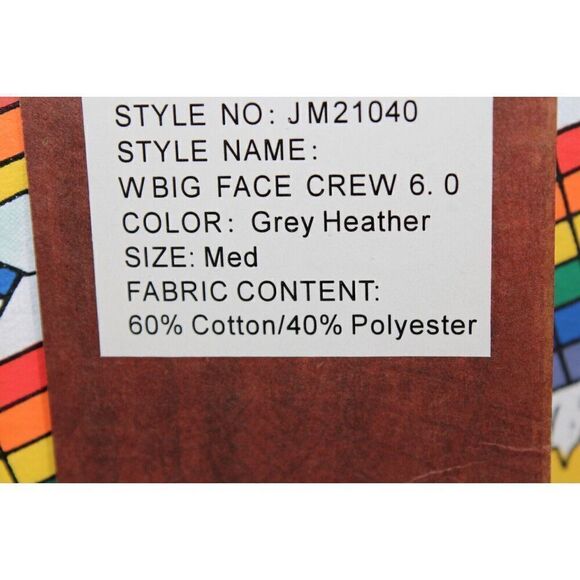 STYLE NO: JM21040
STYLE NAME:
WBIG FACE CREW 6.0
COLOR: Grey Heather
SIZE: Med
FABRIC CONTENT:
60% Cotton/40% Polyester